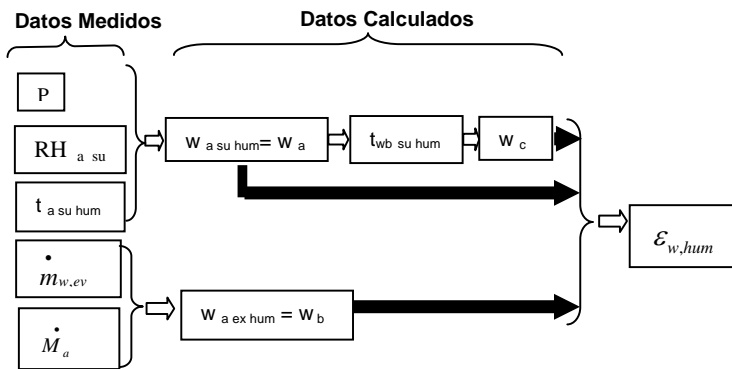 Datos Medidos
Datos Calculados
P
RH a su
t a su hum
ṁ w,ev
Ṁ a
w a su hum = w a
t wb su hum
w c
w a ex hum = w b
ε w,hum